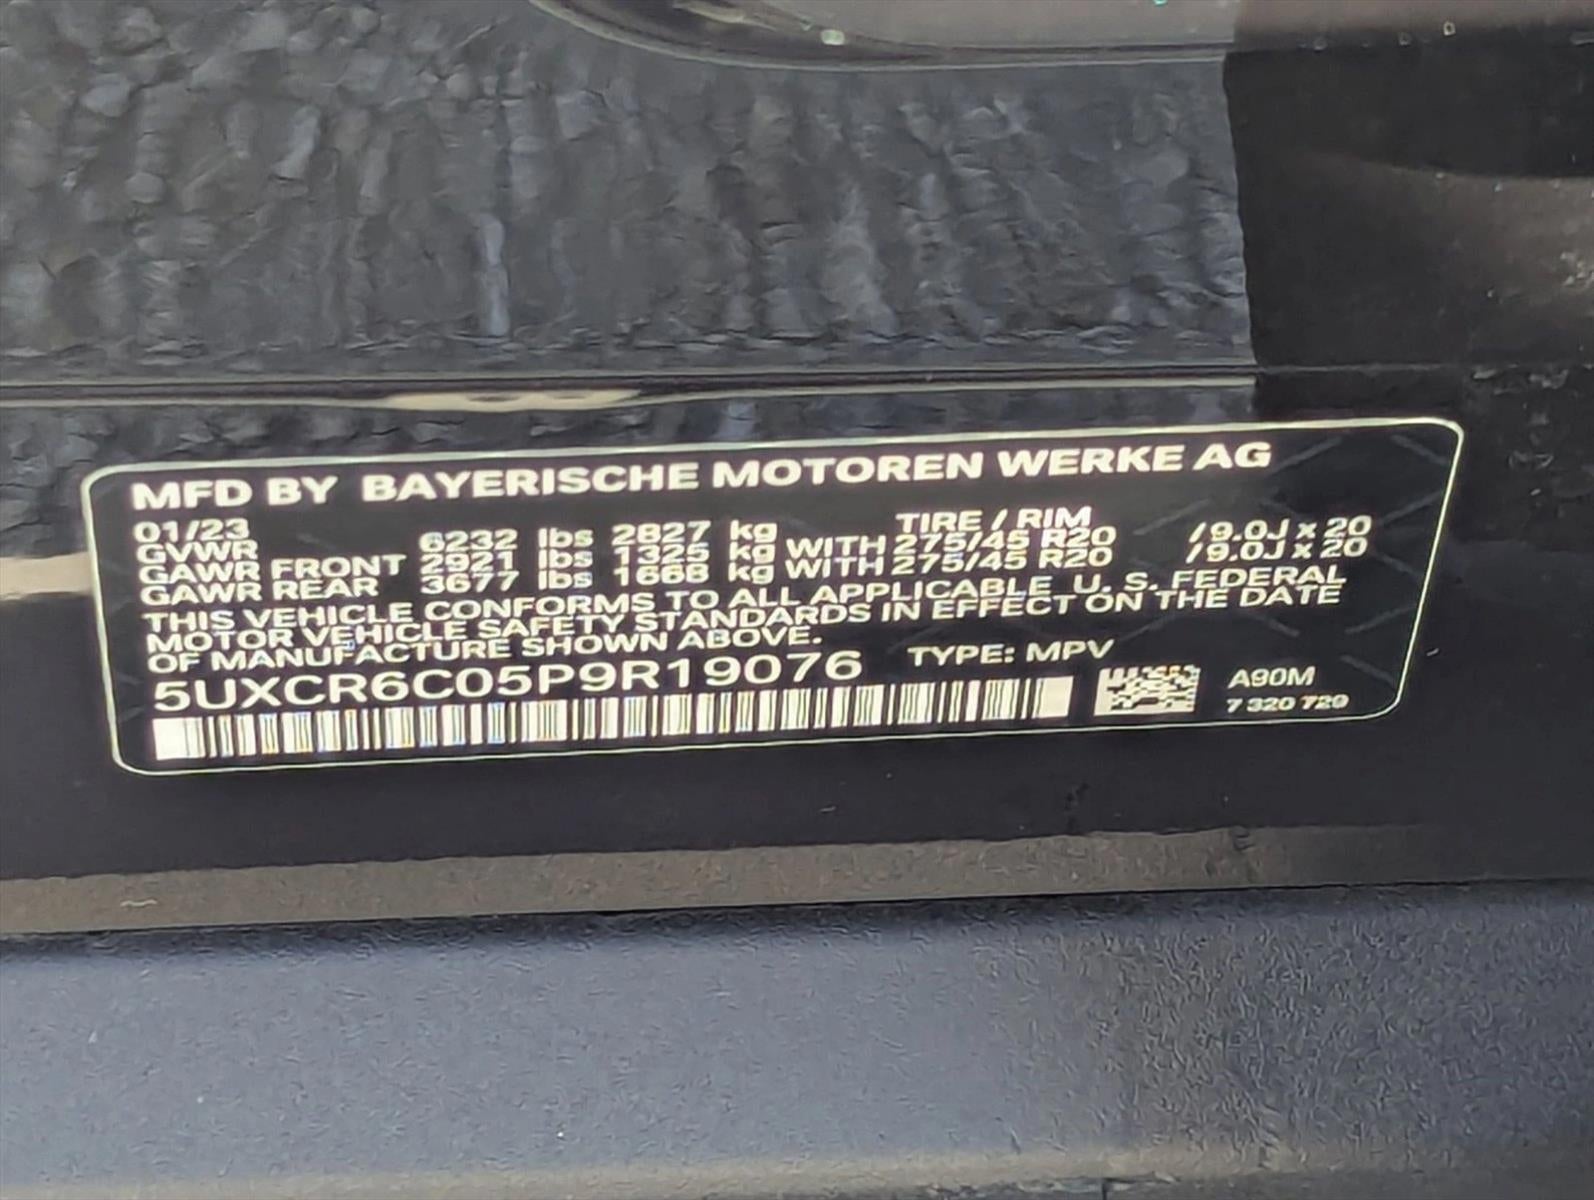 MFD BY BAYERISCHE MOTOREN WERKE AG
01/23 TIRE / RIM
GVWR 6232 lbs 2827 kg
GAWR FRONT 2921 lbs 1325 kg WITH 275/45 R20 / 9.0J x 20
GAWR REAR 3677 lbs 1668 kg WITH 275/45 R20 / 9.0J x 20
THIS VEHICLE CONFORMS TO ALL APPLICABLE U. S. FEDERAL
MOTOR VEHICLE SAFETY STANDARDS IN EFFECT ON THE DATE
OF MANUFACTURE SHOWN ABOVE.
5UXCR6C05P9R19076 TYPE: MPV
A90M
7 320 729